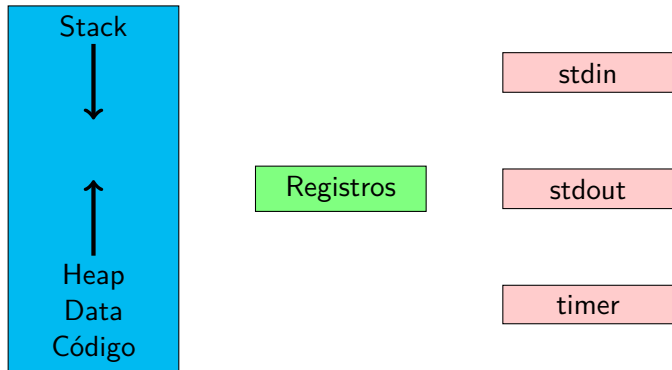 Stack
Heap
Data
Código
Registros
stdin
stdout
timer